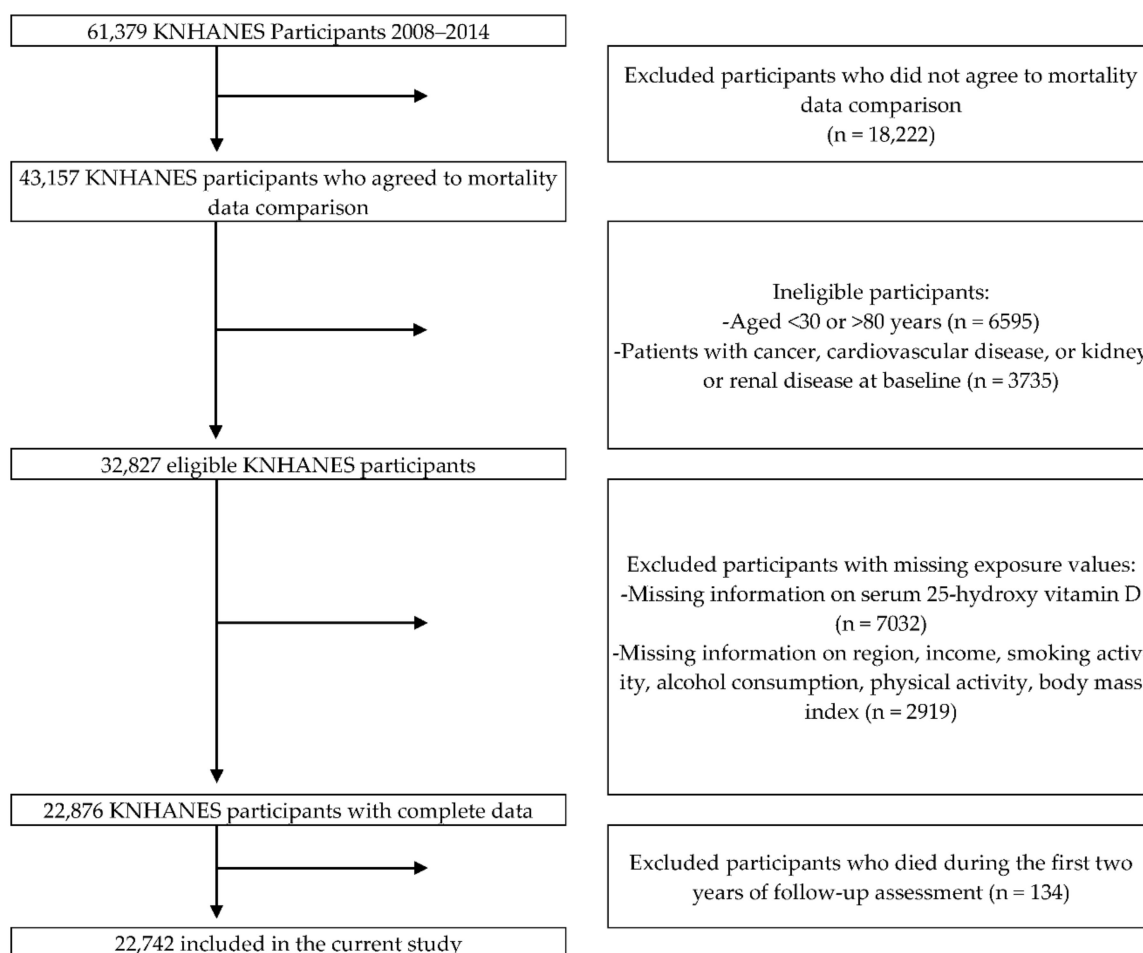 61,379 KNHANES Participants 2008–2014
Excluded participants who did not agree to mortality
data comparison
(n = 18,222)
43,157 KNHANES participants who agreed to mortality
data comparison
Ineligible participants:
-Aged <30 or >80 years (n = 6595)
-Patients with cancer, cardiovascular disease, or kidney
or renal disease at baseline (n = 3735)
32,827 eligible KNHANES participants
Excluded participants with missing exposure values:
-Missing information on serum 25-hydroxy vitamin D
(n = 7032)
-Missing information on region, income, smoking activ-
ity, alcohol consumption, physical activity, body mass
index (n = 2919)
22,876 KNHANES participants with complete data
Excluded participants who died during the first two
years of follow-up assessment (n = 134)
22,742 included in the current study